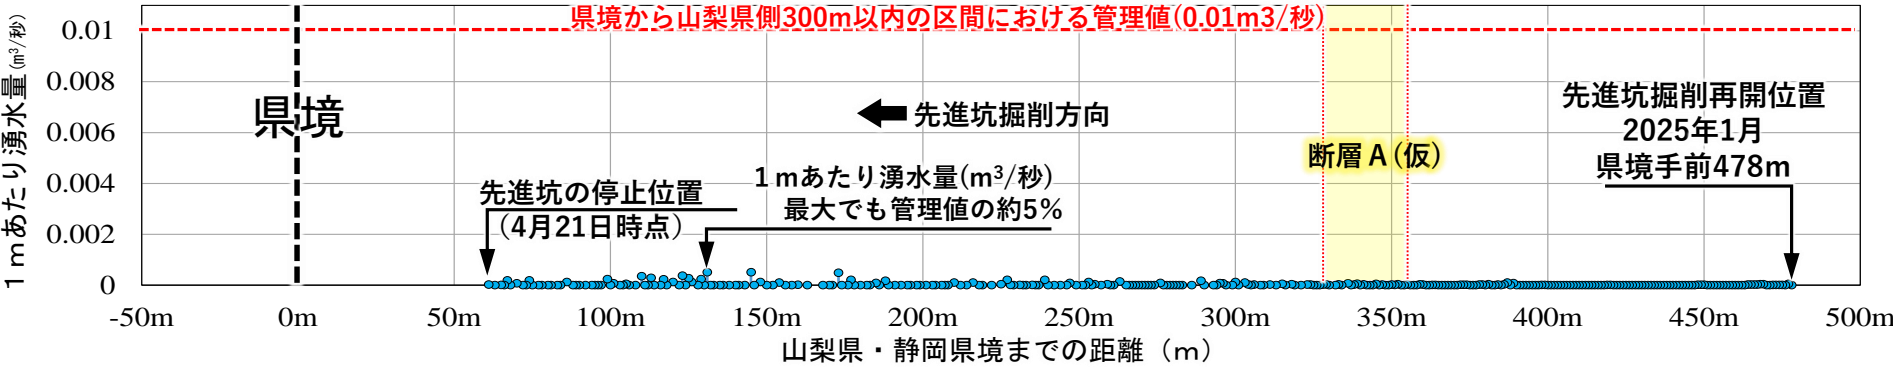 県境から山梨県側300m以内の区間における管理値(0.01m3/秒)
1ｍあたり湧水量(㎥/秒)
0.01
0.008
0.006
0.004
0.002
0
県境
先進坑掘削方向
先進坑掘削再開位置
2025年1月
県境手前478m
断層A(仮)
先進坑の停止位置
（4月21日時点）
１mあたり湧水量(m³/秒)
最大でも管理値の約5%
-50m 0m 50m 100m 150m 200m 250m 300m 350m 400m 450m 500m
山梨県・静岡県境までの距離（ｍ）